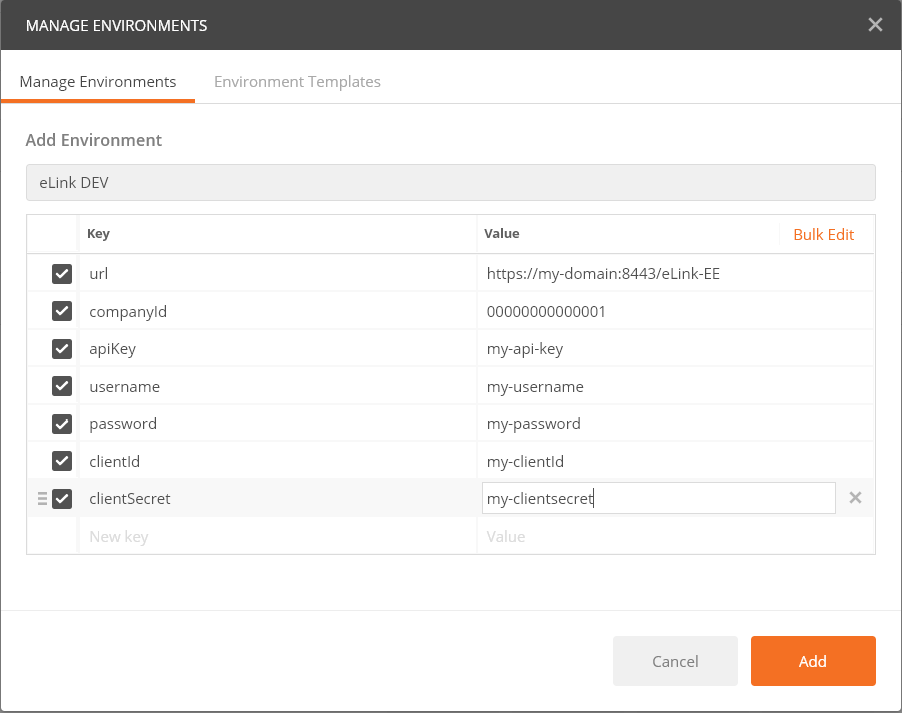 MANAGE ENVIRONMENTS
Manage Environments Environment Templates
Add Environment
eLink DEV
Key Value Bulk Edit
url https://my-domain:8443/eLink-EE
companyId 00000000000001
apiKey my-api-key
username my-username
password my-password
clientId my-clientId
clientSecret my-clientsecret
New key Value
Cancel Add